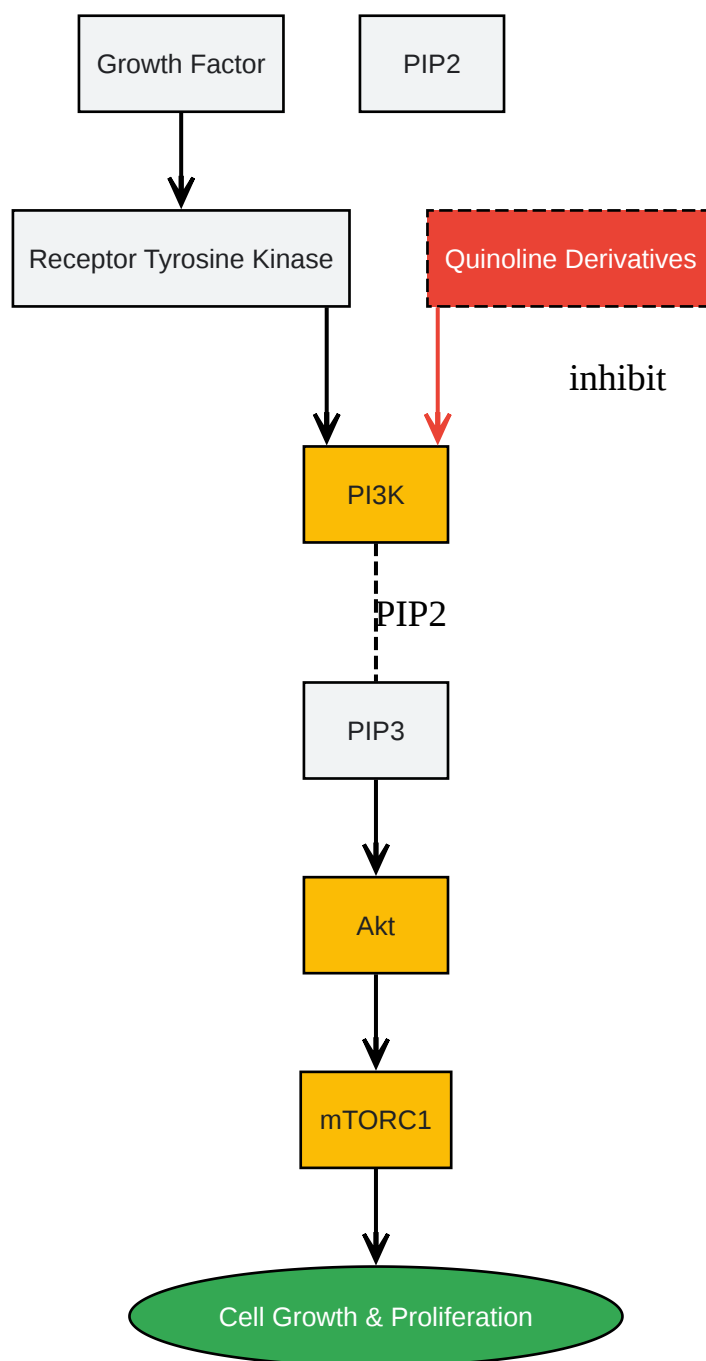 Growth Factor
PIP2
Receptor Tyrosine Kinase
Quinoline Derivatives
inhibit
PI3K
PIP2
PIP3
Akt
mTORC1
Cell Growth & Proliferation